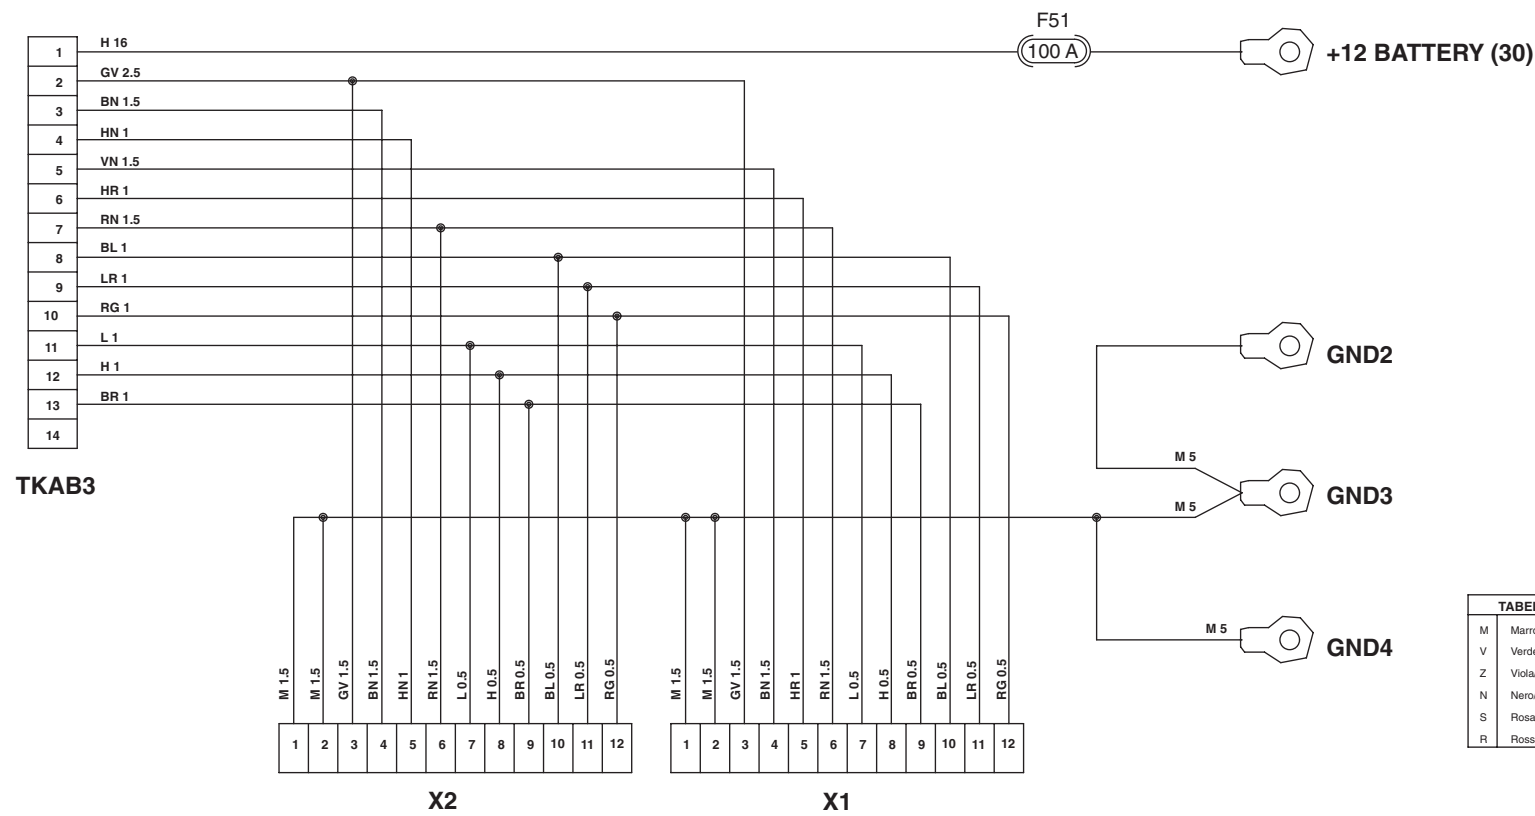 F51
100 A
+12 BATTERY (30)
1 H 16
2 GV 2.5
3 BN 1.5
4 HN 1
5 VN 1.5
6 HR 1
7 RN 1.5
8 BL 1
9 LR 1
10 RG 1
11 L 1
12 H 1
13 BR 1
14
TKAB3
GND2
M 5
GND3
M 5
M 5
GND4
M 1.5
M 1.5
GV 1.5
BN 1.5
HN 1
RN 1.5
L 0.5
H 0.5
BR 0.5
BL 0.5
LR 0.5
RG 0.5
1 2 3 4 5 6 7 8 9 10 11 12
X2
M 1.5
M 1.5
GV 1.5
BN 1.5
HR 1
RN 1.5
L 0.5
H 0.5
BR 0.5
BL 0.5
LR 0.5
RG 0.5
1 2 3 4 5 6 7 8 9 10 11 12
X1
M
V Verde
Z Viola
N Nero
S Rosa
R